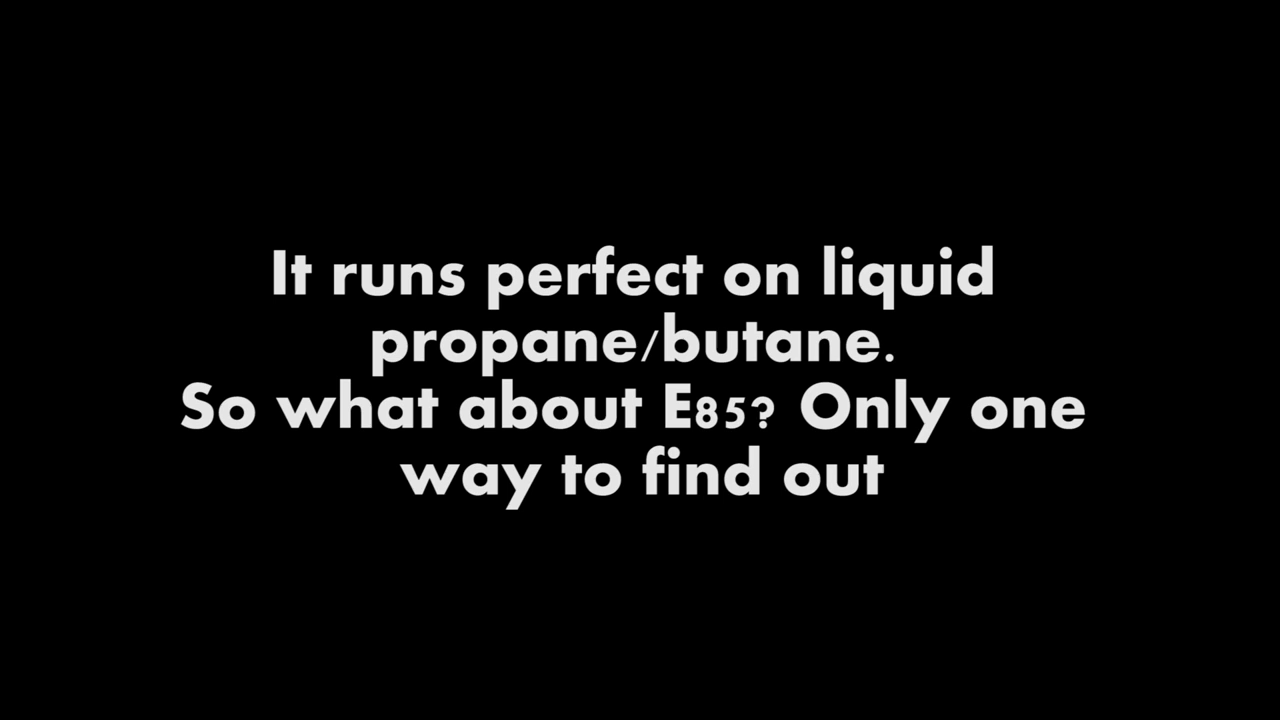 It runs perfect on liquid
propane/butane.
So what about E85? Only one
way to find out